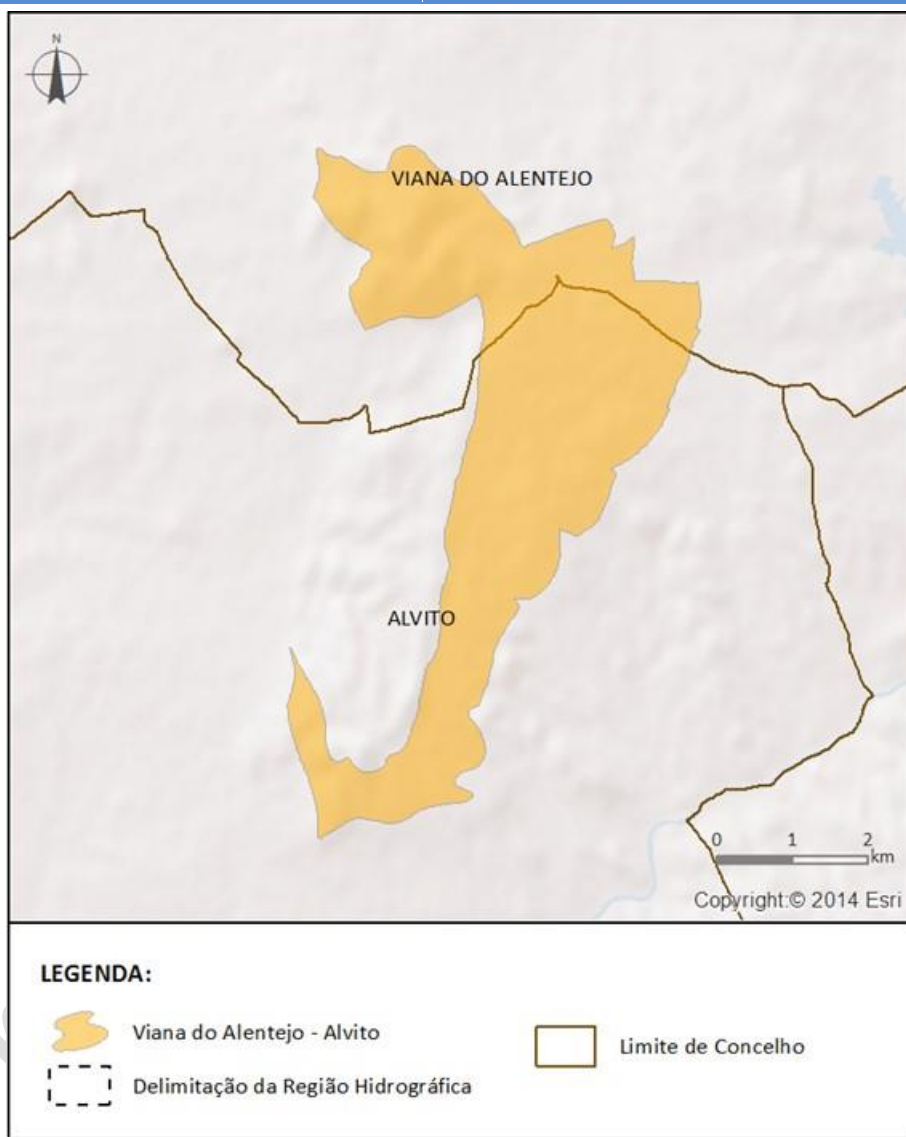 N
VIANA DO ALENTEJO
ALVITO
0 1 2
km
Copyright:© 2014 Esri
LEGENDA:
Viana do Alentejo - Alvito
Limite de Concelho
Delimitação da Região Hidrográfica